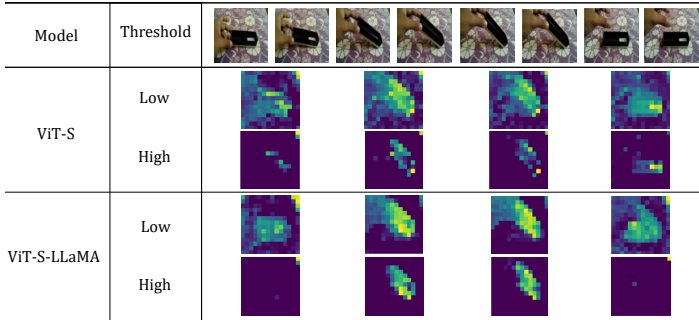 Model Threshold
ViT-S
Low
High
ViT-S-LLaMA
Low
High